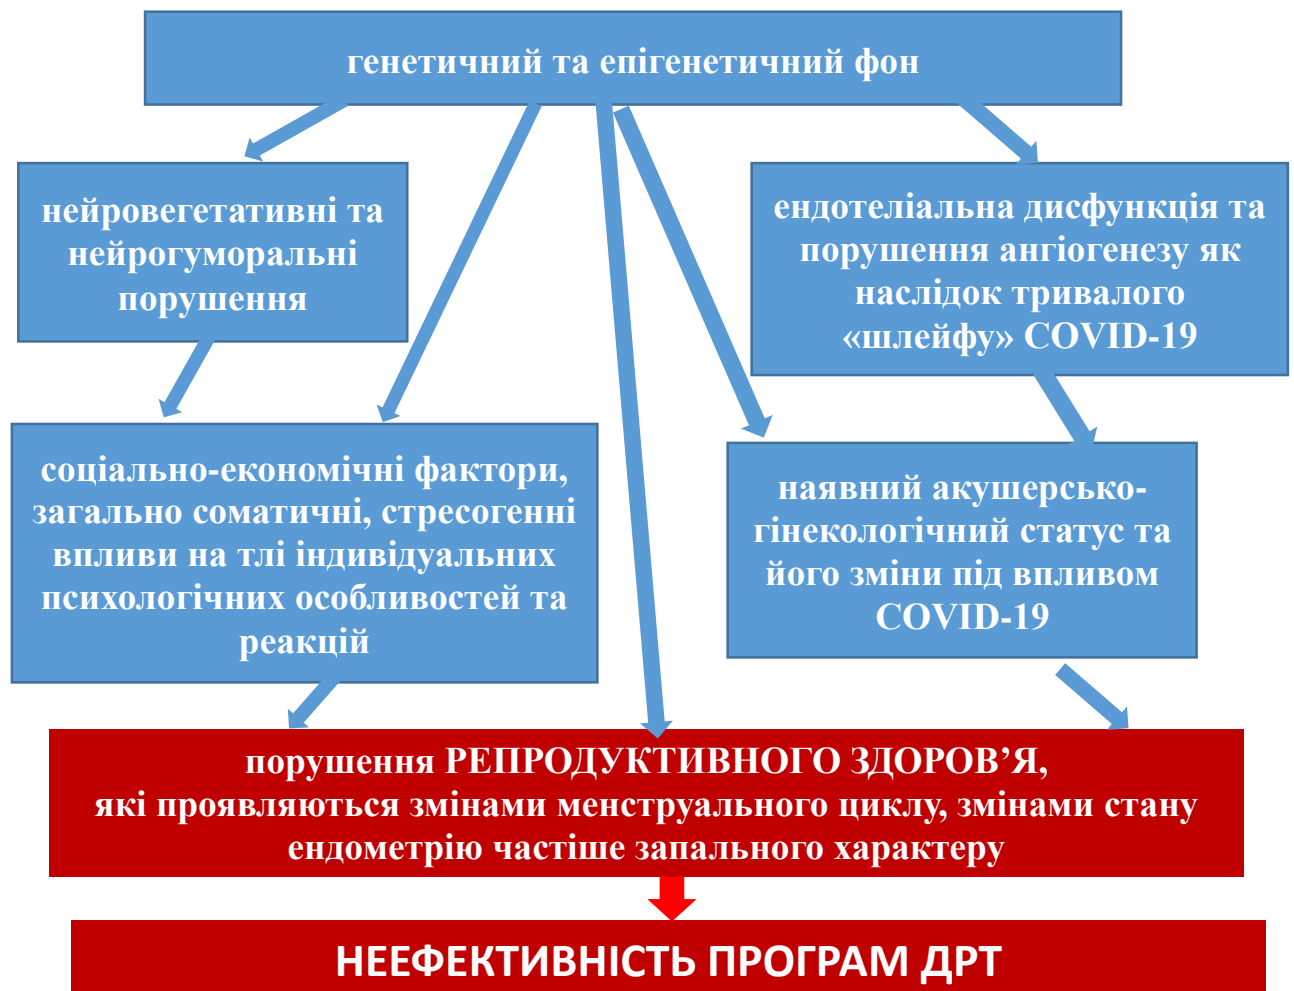 генетичний та епігенетичний фон
нейровегетативні та
нейрогуморальні
порушення
ендотеліальна дисфункція та
порушення ангіогенезу як
наслідок тривалого
«шлейфу» COVID-19
соціально-економічні фактори,
загально соматичні, стресогенні
впливи на тлі індивідуальних
психологічних особливостей та
реакцій
наявний акушерсько-
гінекологічний статус та
його зміни під впливом
COVID-19
порушення РЕПРОДУКТИВНОГО ЗДОРОВ’Я,
які проявляються змінами менструального циклу, змінами стану
ендометрію частіше запального характеру
НЕЕФЕКТИВНІСТЬ ПРОГРАМ ДРТ